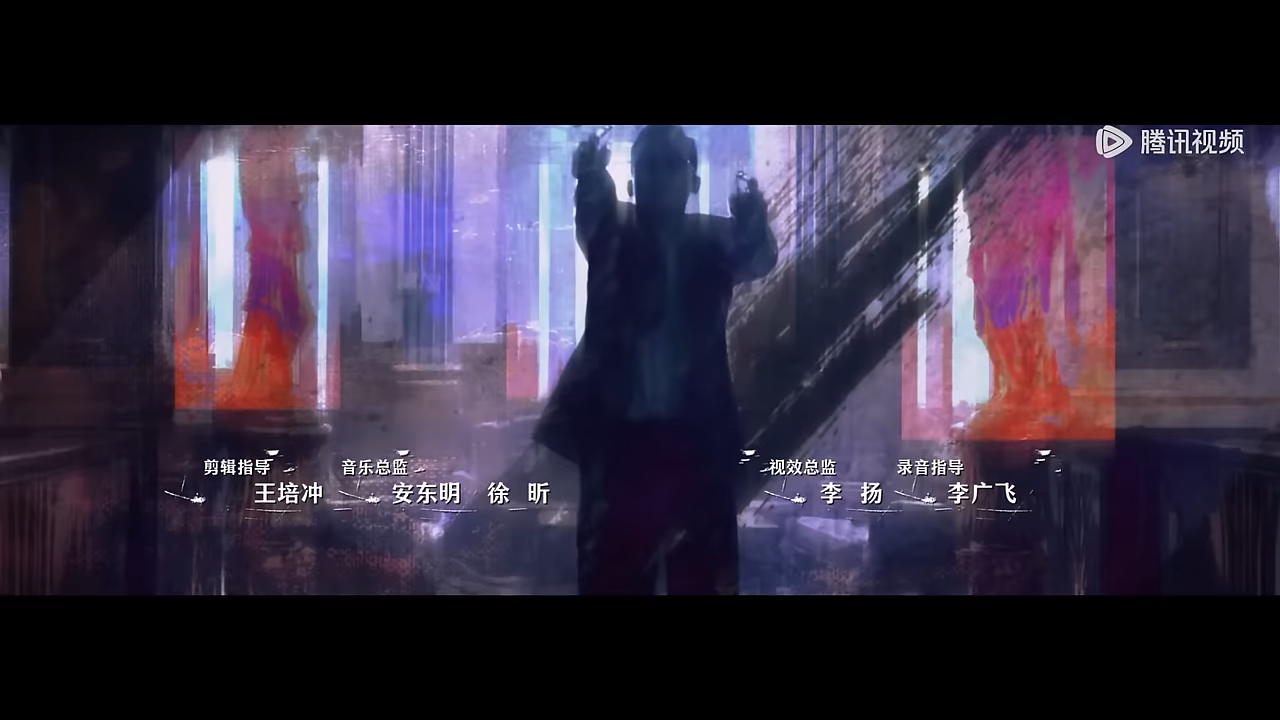 腾讯视频
剪辑指导 音乐总监 视效总监 录音指导
王培冲 安东明 徐 昕 李 扬 李广飞